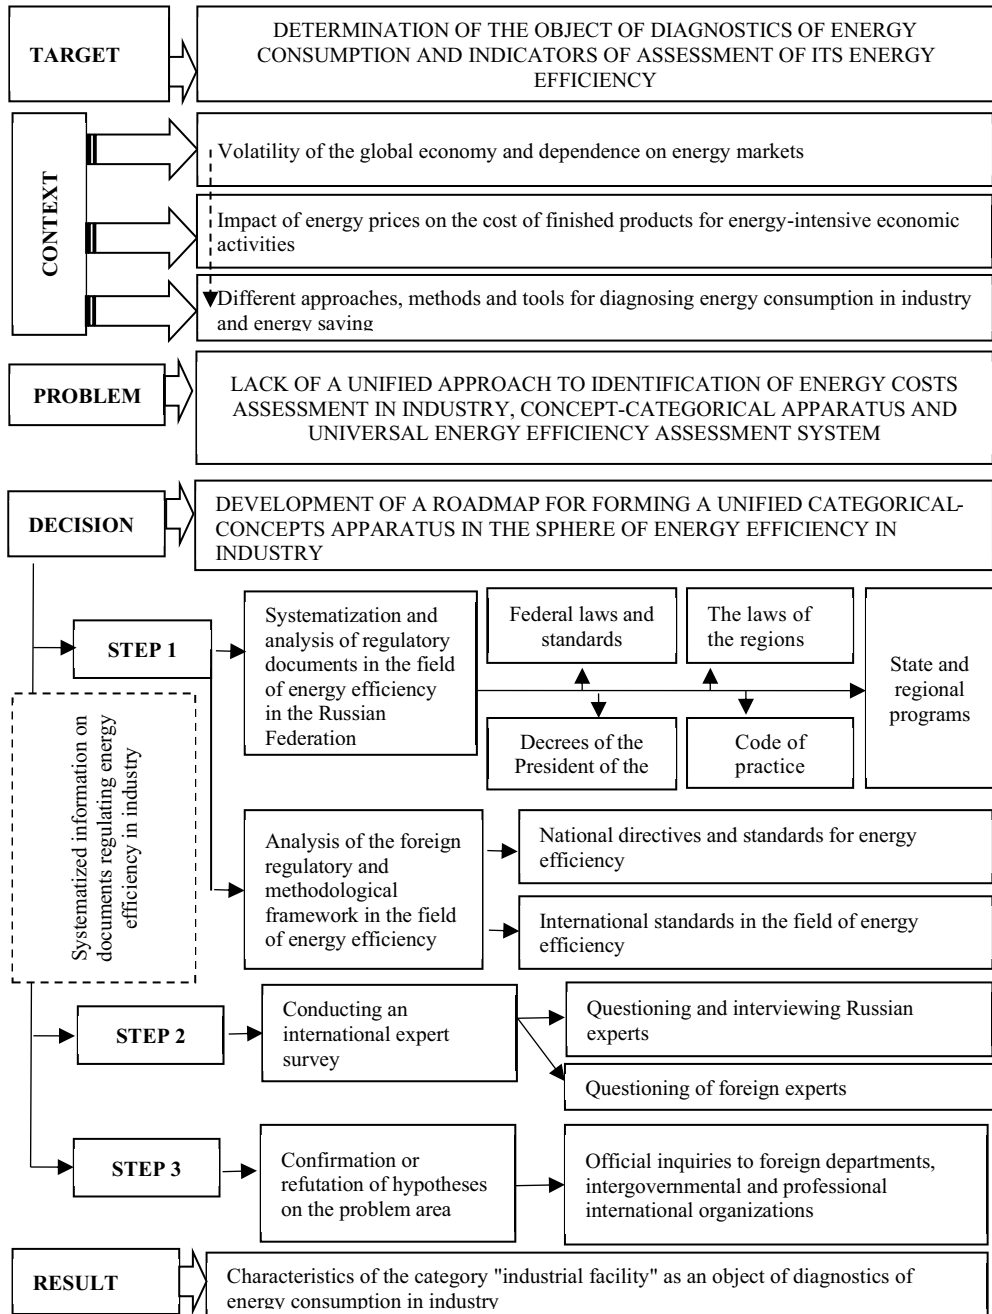 TARGET
DETERMINATION OF THE OBJECT OF DIAGNOSTICS OF ENERGY
CONSUMPTION AND INDICATORS OF ASSESSMENT OF ITS ENERGY
EFFICIENCY
CONTEXT
Volatility of the global economy and dependence on energy markets
Impact of energy prices on the cost of finished products for energy-intensive economic
activities
Different approaches, methods and tools for diagnosing energy consumption in industry
and energy saving
PROBLEM
LACK OF A UNIFIED APPROACH TO IDENTIFICATION OF ENERGY COSTS
ASSESSMENT IN INDUSTRY, CONCEPT-CATEGORICAL APPARATUS AND
UNIVERSAL ENERGY EFFICIENCY ASSESSMENT SYSTEM
DECISION
DEVELOPMENT OF A ROADMAP FOR FORMING A UNIFIED CATEGORICAL-
CONCEPTS APPARATUS IN THE SPHERE OF ENERGY EFFICIENCY IN
INDUSTRY
STEP 1
Systematization and
analysis of regulatory
documents in the field
of energy efficiency
in the Russian
Federation
Federal laws and
standards
The laws of
the regions
Decrees of the
President of the
Code of
practice
State and
regional
programs
Systematized information on
documents regulating energy
efficiency in industry
Analysis of the foreign
regulatory and
methodological
framework in the field
of energy efficiency
National directives and standards for energy
efficiency
International standards in the field of energy
efficiency
STEP 2
Conducting an
international expert
survey
Questioning and interviewing Russian
experts
Questioning of foreign experts
STEP 3
Confirmation or
refutation of hypotheses
on the problem area
Official inquiries to foreign departments,
intergovernmental and professional
international organizations
RESULT
Characteristics of the category "industrial facility" as an object of diagnostics of
energy consumption in industry